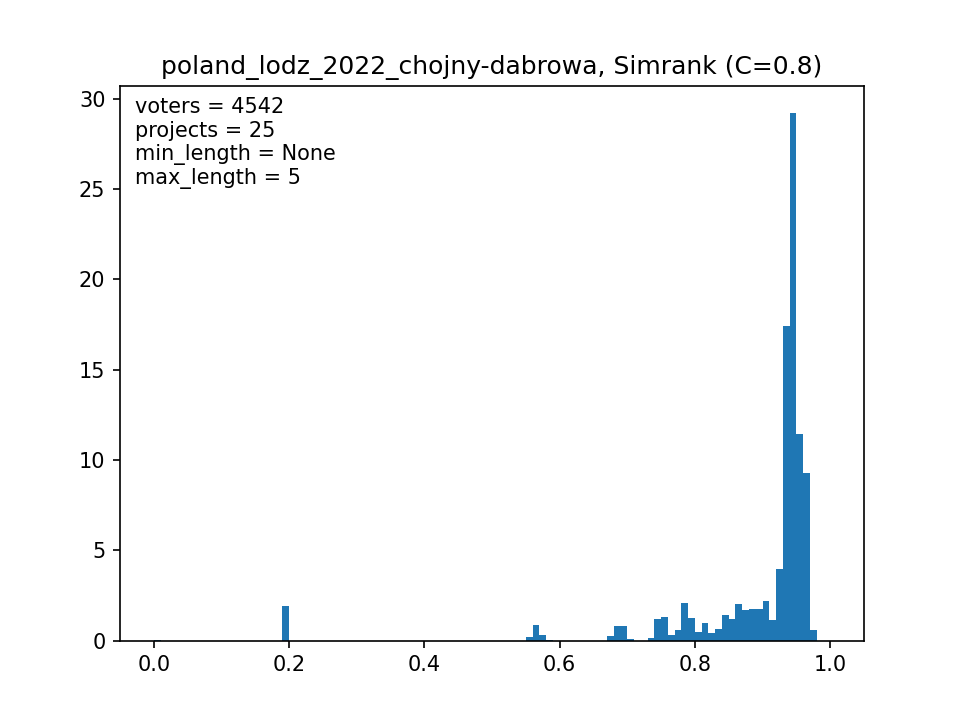 poland_lodz_2022_chojny-dabrowa, Simrank (C=0.8)
voters = 4542
projects = 25
min_length = None
max_length = 5
30
25
20
15
10
5
0
0.0 0.2 0.4 0.6 0.8 1.0